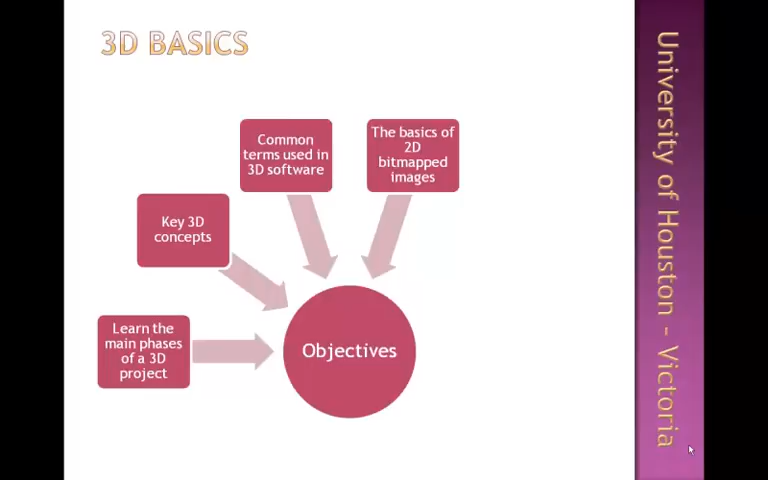 3D BASICS
Common
terms used in
3D software
The basics of
2D
bitmapped
images
Key 3D
concepts
Learn the
main phases
of a 3D
project
Objectives
University of Houston - Victoria